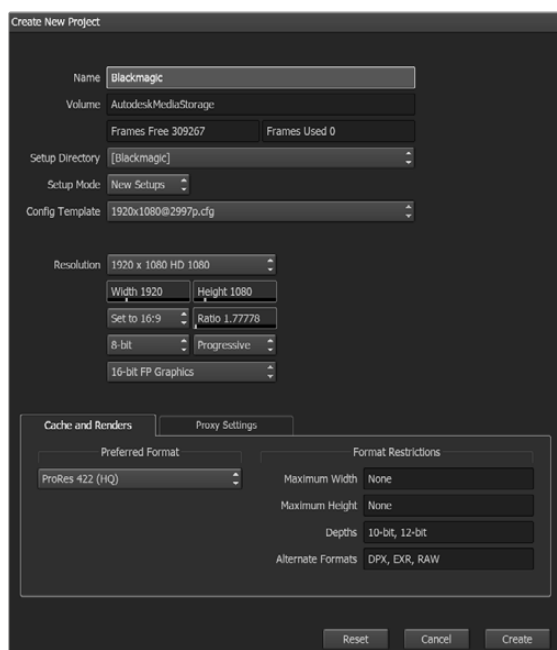 Create New Project
Name Blackmagic
Volume AutodeskMediaStorage
Frames Free 309267 Frames Used 0
Setup Directory [Blackmagic]
Setup Mode New Setups
Config Template 1920x1080@2997p.cfg
Resolution 1920 x 1080 HD 1080
Width 1920 Height 1080
Set to 16:9 Ratio 1.77778
8-bit Progressive
16-bit FP Graphics
Cache and Renders Proxy Settings
Preferred Format Format Restrictions
ProRes 422 (HQ) Maximum Width None
Maximum Height None
Depths 10-bit, 12-bit
Alternate Formats DPX, EXR, RAW
Reset Cancel Create